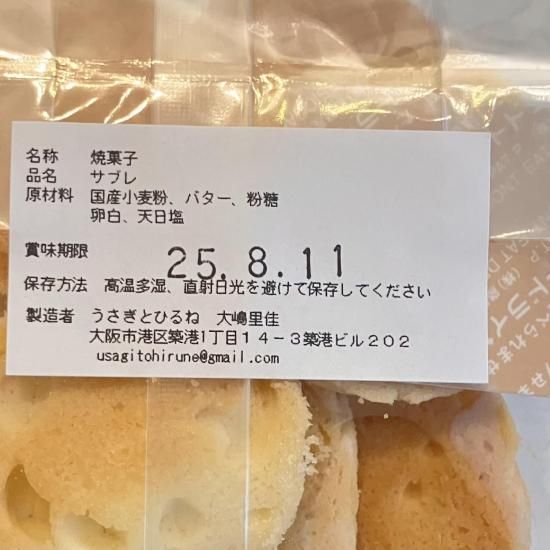 名称 焼菓子
品名 サブレ
原材料 国産小麦粉、バター、粉糖
卵白、天日塩
賞味期限 25.8.11
保存方法 高温多湿、直射日光を避けて保存してください
製造者 うさぎとひるね 大嶋里佳
大阪市港区築港1丁目14-3築港ビル202
usagitohirune@gmail.com